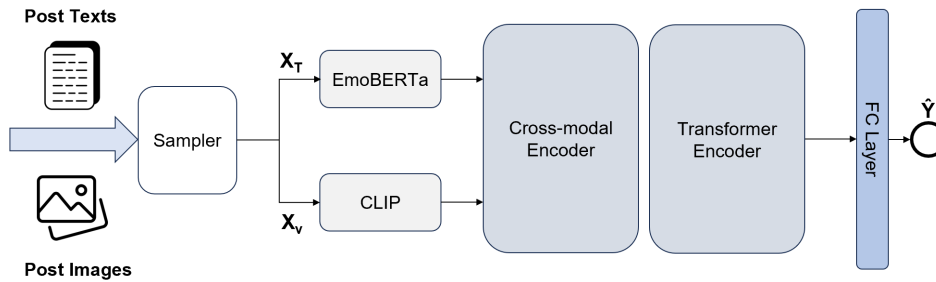 Post Texts
Sampler
Post Images
X_T
X_v
EmoBERTa
CLIP
Cross-modal
Encoder
Transformer
Encoder
FC Layer
Ŷ